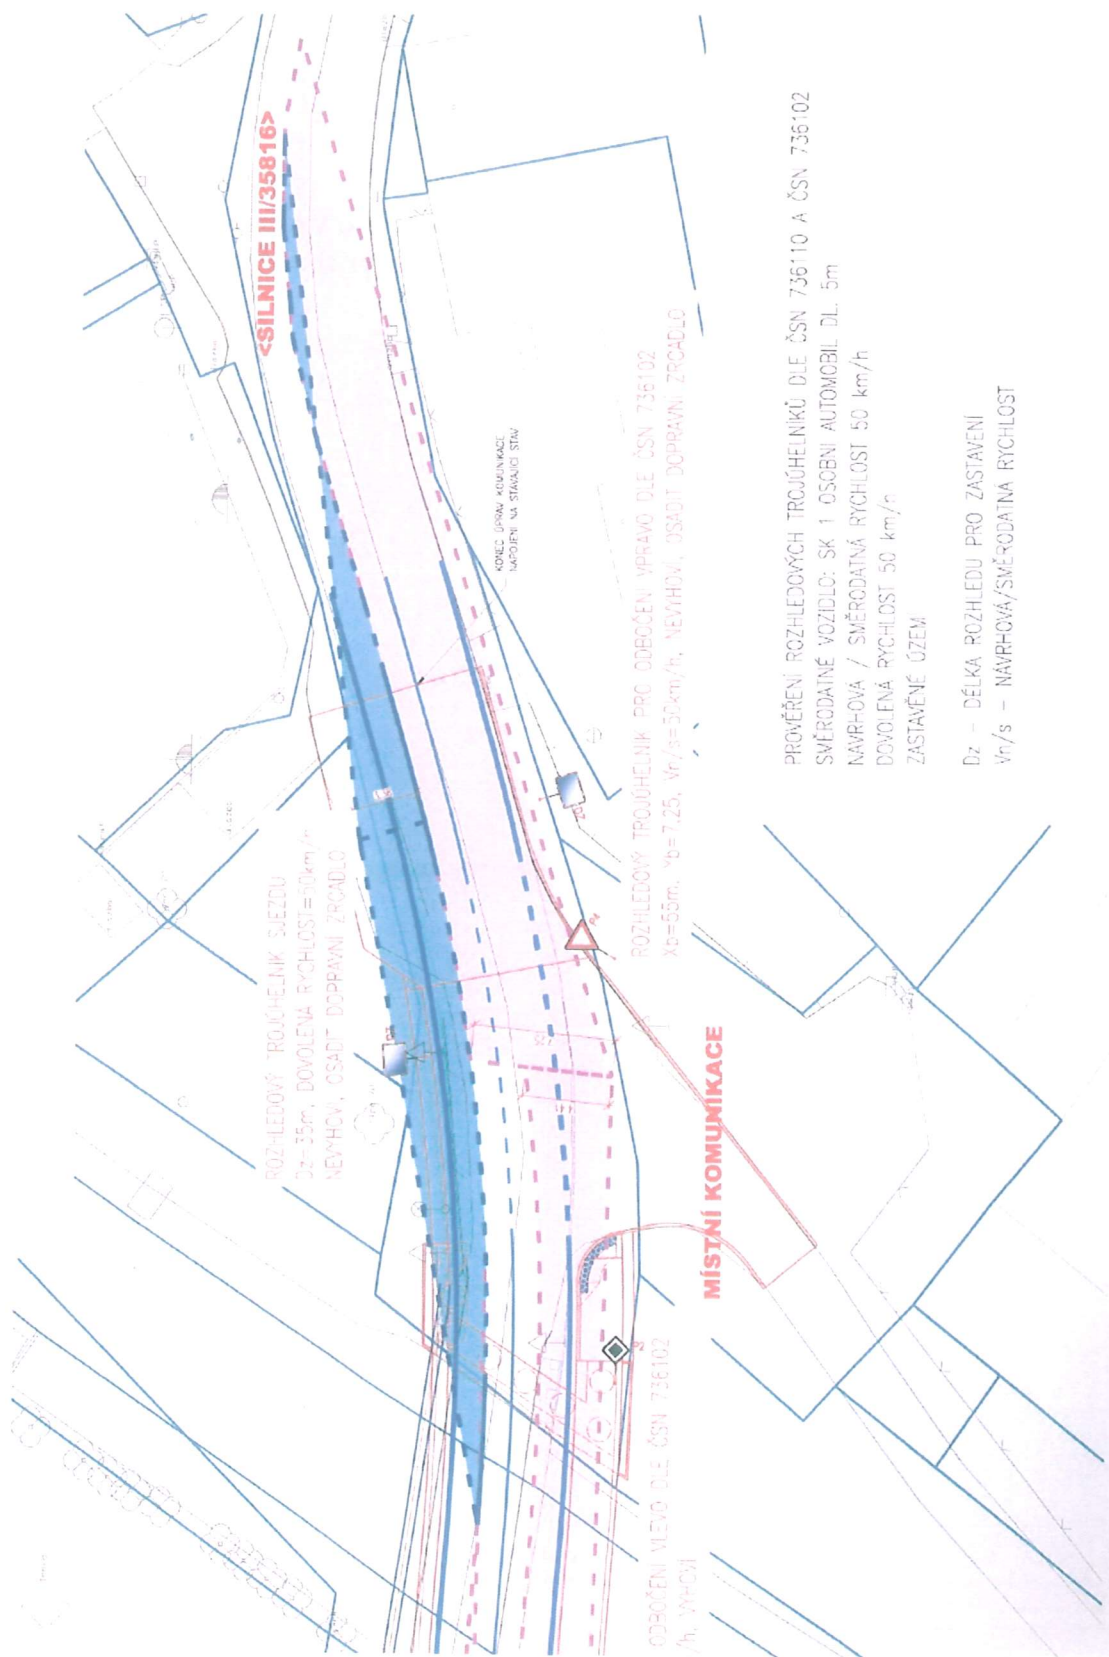 <SILNICE III/35816>
KONEC ÚPRAV KOMUNIKACE,
NAPOJENÍ NA STÁVAJÍCÍ STAV
ROZHLEDOVÝ TROJÚHELNÍK SJEZDU
Dz=35m, DOVOLENÁ RYCHLOST=50km/h
NEVYHOVÍ, OSADIT DOPRAVNÍ ZRCADLO
ROZHLEDOVÝ TROJÚHELNÍK PRO ODBOČENÍ VPRAVO DLE ČSN 736102
Xb=65m, Yb=7,25, Vn/s=50km/h, NEVYHOVÍ, OSADIT DOPRAVNÍ ZRCADLO
MÍSTNÍ KOMUNIKACE
ODBOČENÍ VLEVO DLE ČSN 736102
/h, VYHOVÍ
PROVĚŘENÍ ROZHLEDOVÝCH TROJÚHELNÍKŮ DLE ČSN 736110 A ČSN 736102
SMĚRODATNÉ VOZIDLO: SK 1 OSOBNÍ AUTOMOBIL DL. 5m
NÁVRHOVÁ / SMĚRODATNÁ RYCHLOST 50 km/h
DOVOLENÁ RYCHLOST 50 km/h
ZASTAVĚNÉ ÚZEMÍ
Dz - DÉLKA ROZHLEDU PRO ZASTAVENÍ
Vn/s - NÁVRHOVÁ/SMĚRODATNÁ RYCHLOST